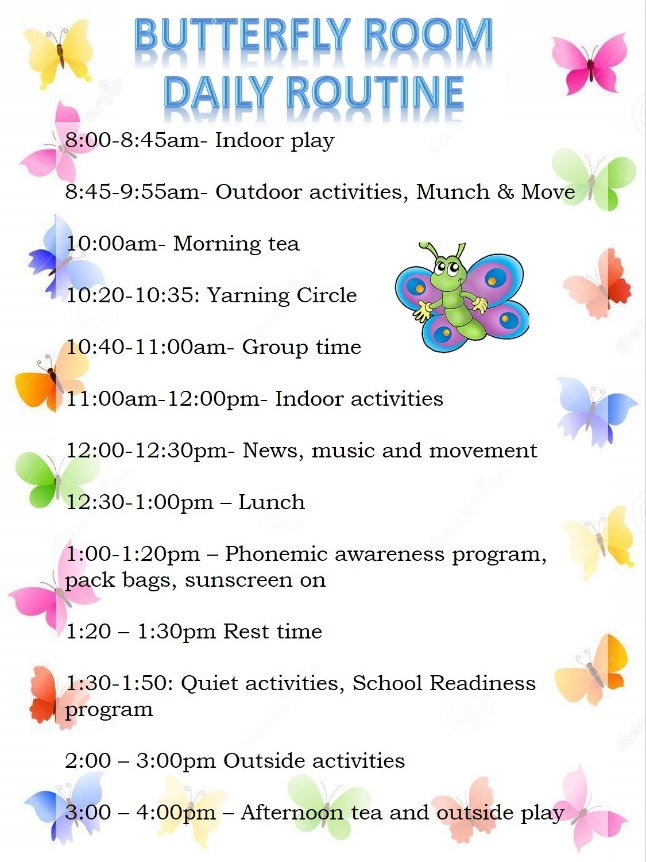 BUTTERFLY ROOM
DAILY ROUTINE
8:00-8:45am- Indoor play
8:45-9:55am- Outdoor activities, Munch & Move
10:00am- Morning tea
10:20-10:35: Yarning Circle
10:40-11:00am- Group time
11:00am-12:00pm- Indoor activities
12:00-12:30pm- News, music and movement
12:30-1:00pm – Lunch
1:00-1:20pm – Phonemic awareness program,
pack bags, sunscreen on
1:20 – 1:30pm Rest time
1:30-1:50: Quiet activities, School Readiness
program
2:00 – 3:00pm Outside activities
3:00 – 4:00pm – Afternoon tea and outside play